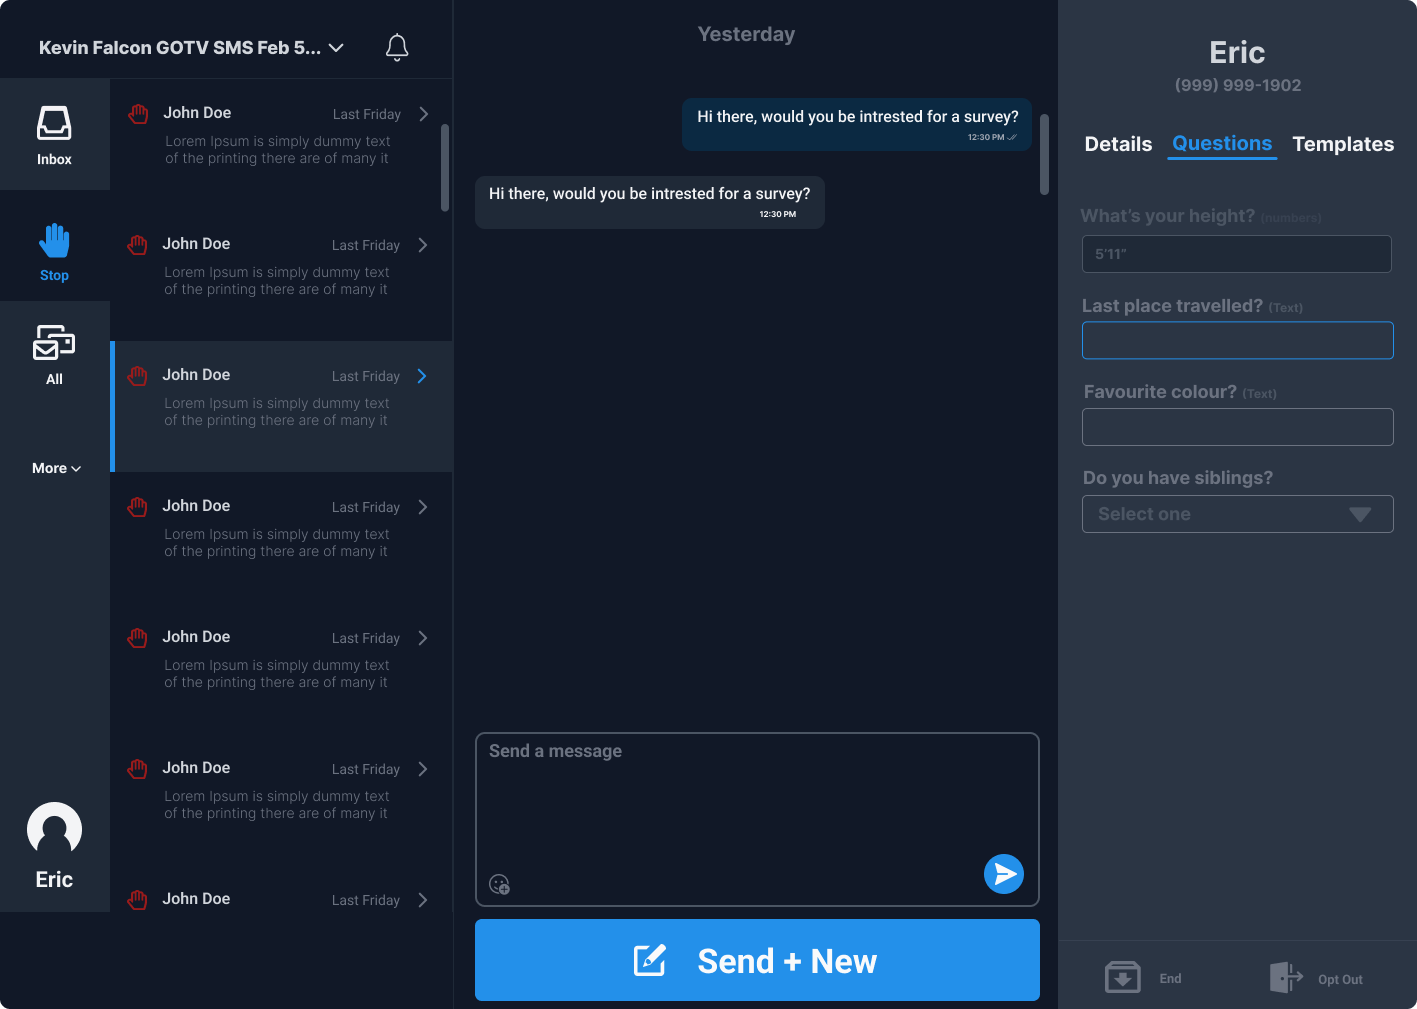 Kevin Falcon GOTV SMS Feb 5...
Inbox
Stop
All
More
Eric
John Doe
Last Friday
Lorem Ipsum is simply dummy text
of the printing there are of many it
John Doe
Last Friday
Lorem Ipsum is simply dummy text
of the printing there are of many it
John Doe
Last Friday
Lorem Ipsum is simply dummy text
of the printing there are of many it
John Doe
Last Friday
Lorem Ipsum is simply dummy text
of the printing there are of many it
John Doe
Last Friday
Lorem Ipsum is simply dummy text
of the printing there are of many it
John Doe
Last Friday
Lorem Ipsum is simply dummy text
of the printing there are of many it
John Doe
Last Friday
Yesterday
Hi there, would you be intrested for a survey?
12:30 PM
Hi there, would you be intrested for a survey?
12:30 PM
Send a message
Send + New
Eric
(999) 999-1902
Details Questions Templates
What's your height? (numbers)
5'11"
Last place travelled? (Text)
Favourite colour? (Text)
Do you have siblings?
Select one
End
Opt Out